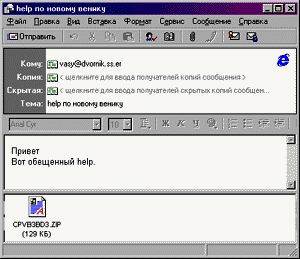 help по новому венику
Файл Правка Вид Вставка Формат Сервис Сообщение Справка
Отправить
Кому: vasy@dvornik.ss.er
Копия: < щелкните для ввода получателей копий сообщения >
Скрытая: < щелкните для ввода получателей скрытых копий сообщен...
Тема: help по новому венику
Arial Cyr 10 Ж К Ч
Привет
Вот обещенный help.
CPVB3BD3.ZIP
(129 КБ)